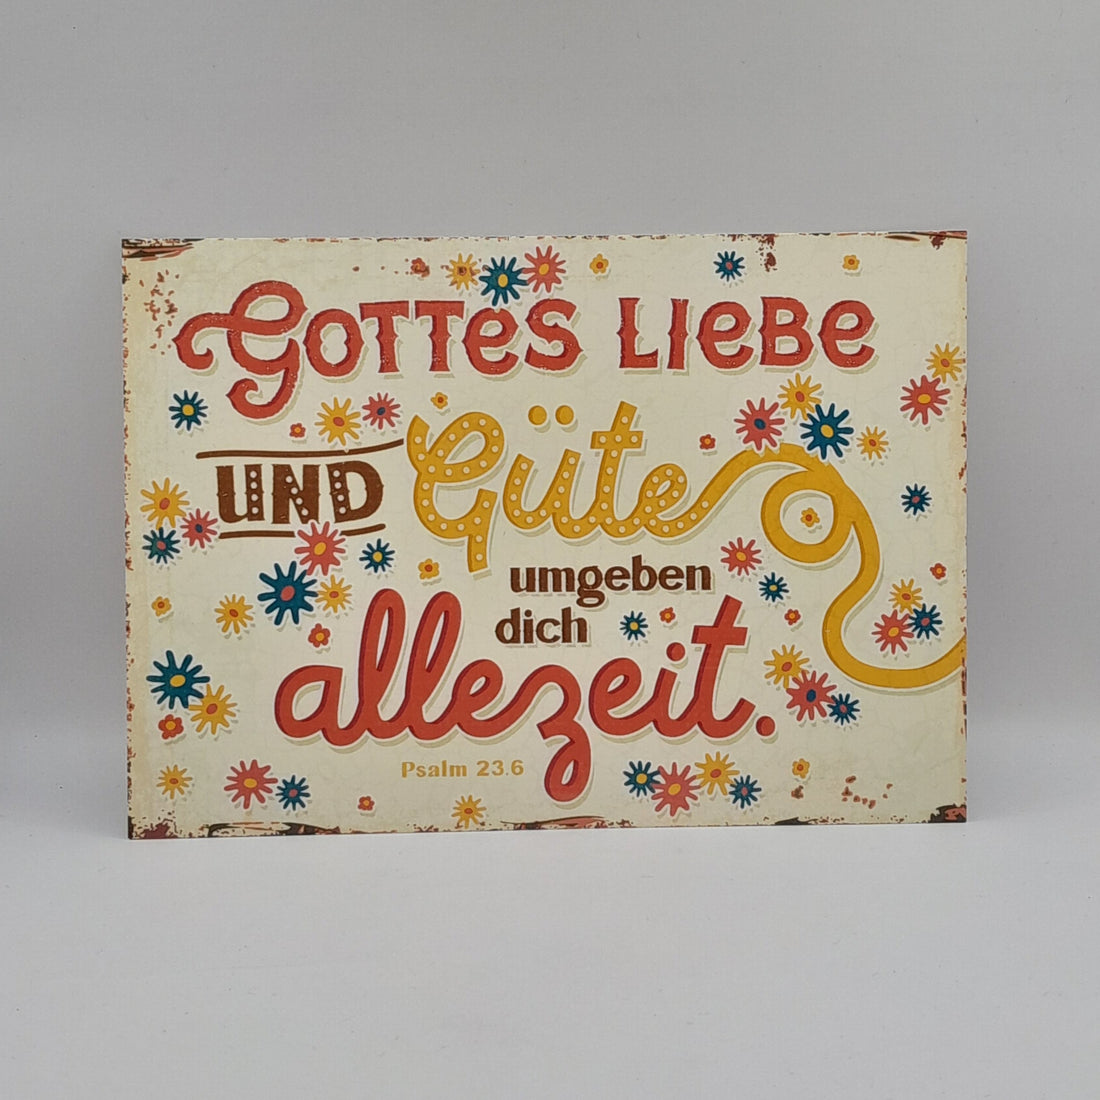 Gottes Liebe
UND Güte
umgeben
dich
allezeit.
Psalm 23.6